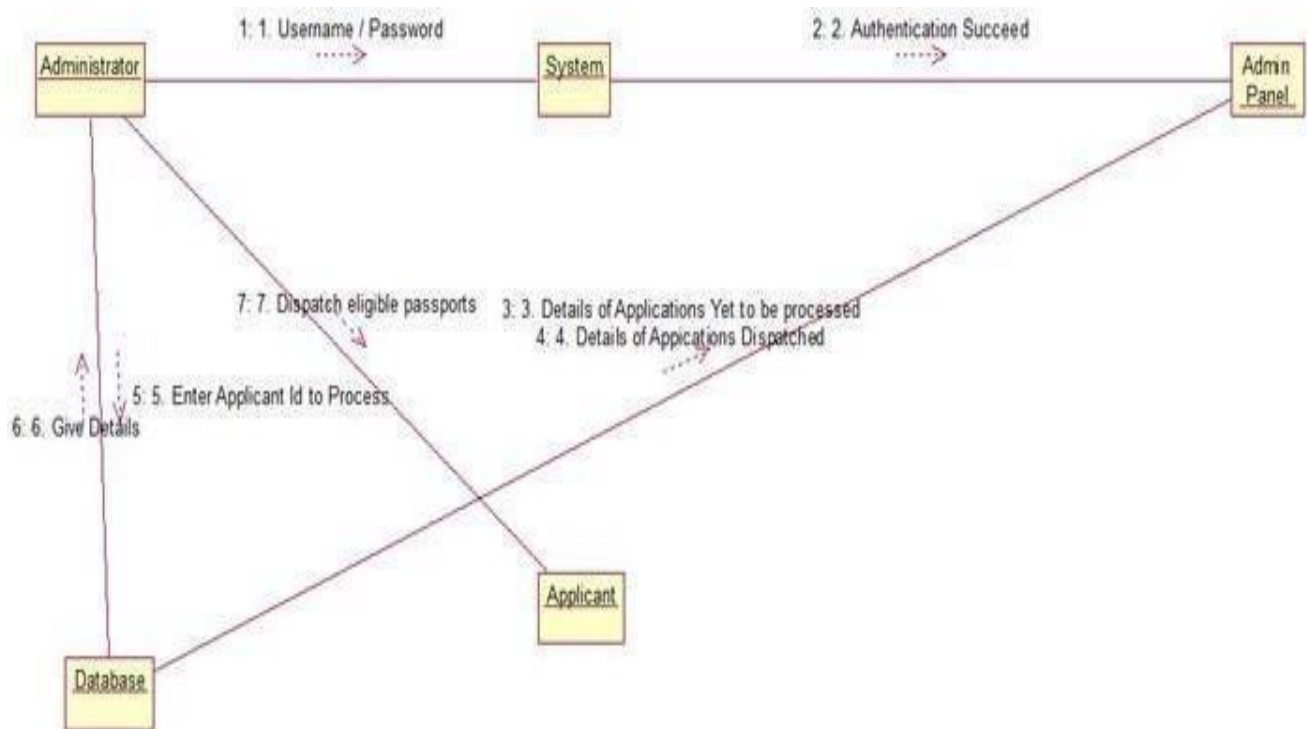 1: 1. Username / Password
2: 2. Authentication Succeed
Administrator
System
Admin
Panel
7: 7. Dispatch eligible passports
3: 3. Details of Applications Yet to be processed
4: 4. Details of Appications Dispatched
5: 5. Enter Applicant Id to Process
6: 6. Give Details
Applicant
Database